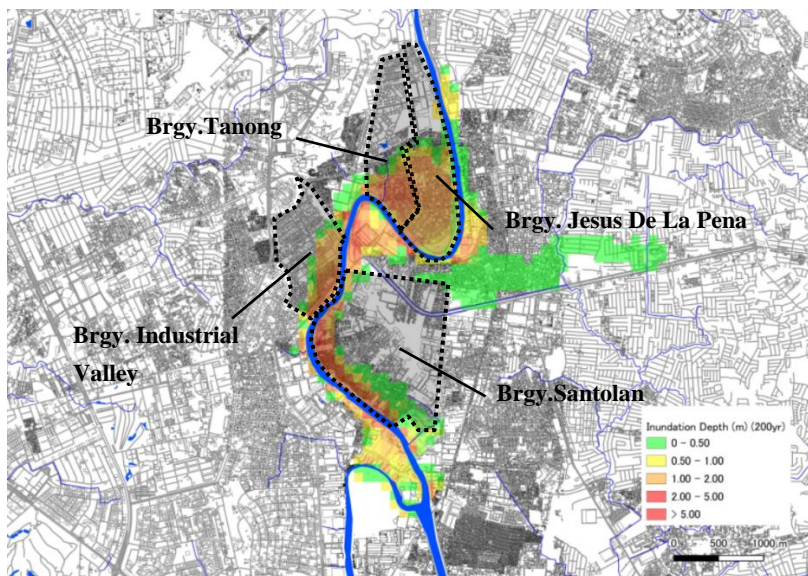 Brgy.Tanong
Brgy. Jesus De La Pena
Brgy. Industrial
Valley
Brgy.Santolan
Inundation Depth (m) (200yr)
0 - 0.50
0.50 - 1.00
1.00 - 2.00
2.00 - 5.00
> 5.00
0 500 1000 m